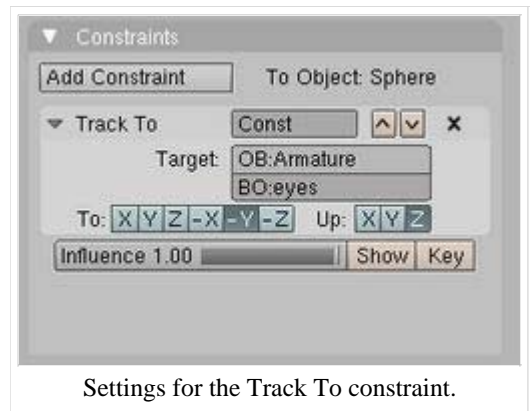 Constraints
Add Constraint To Object: Sphere
Track To Const
Target: OB:Armature
BO:eyes
To: X Y Z -X -Y -Z Up: X Y Z
Influence 1.00 Show Key
Settings for the Track To constraint.